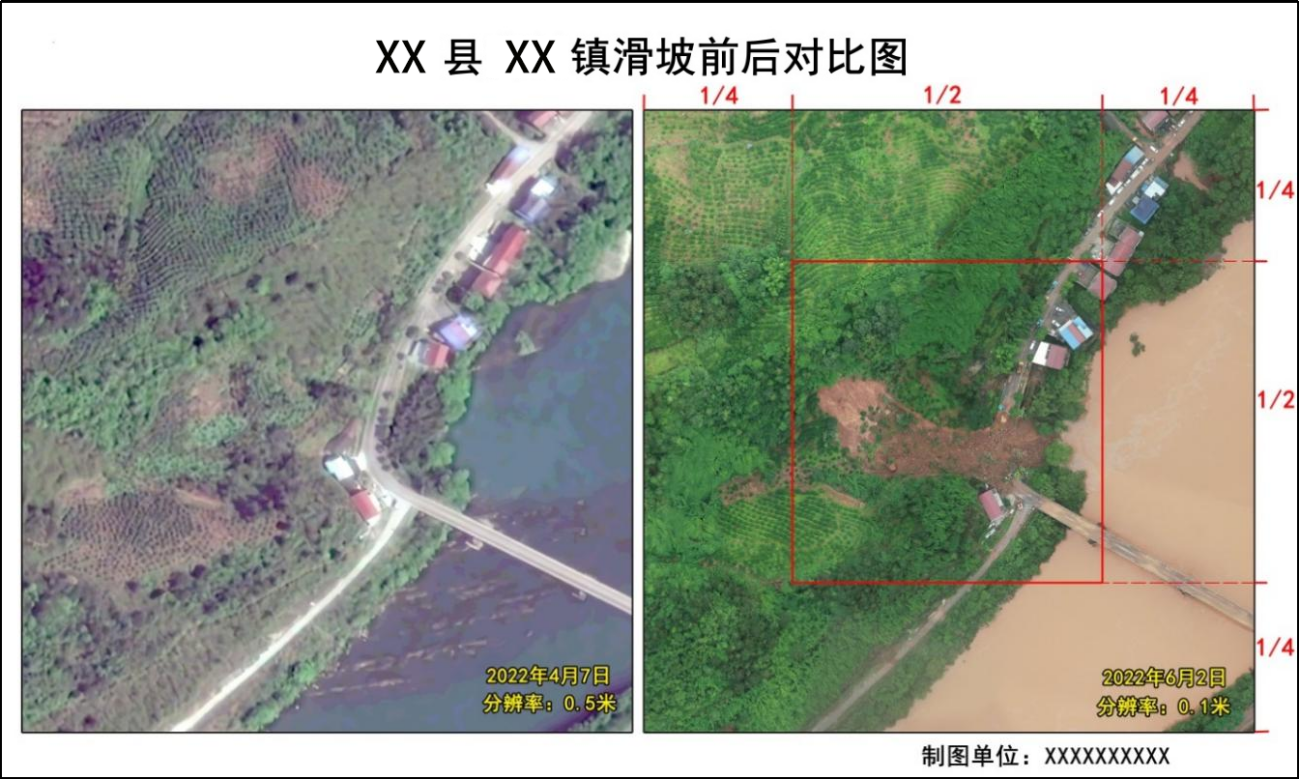 XX 县 XX 镇滑坡前后对比图
1/4
1/2
1/4
1/4
1/2
1/4
2022年4月7日
分辨率：0.5米
2022年6月2日
分辨率：0.1米
制图单位：XXXXXXXXXX